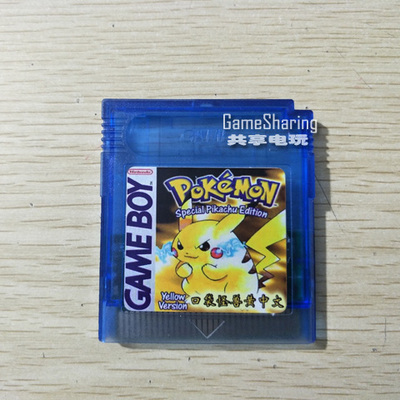 GameSharing
共享电玩
Nintendo
GAME BOY
POKéMON
Special Pikachu Edition
Yellow
Version
口袋怪兽黄中文